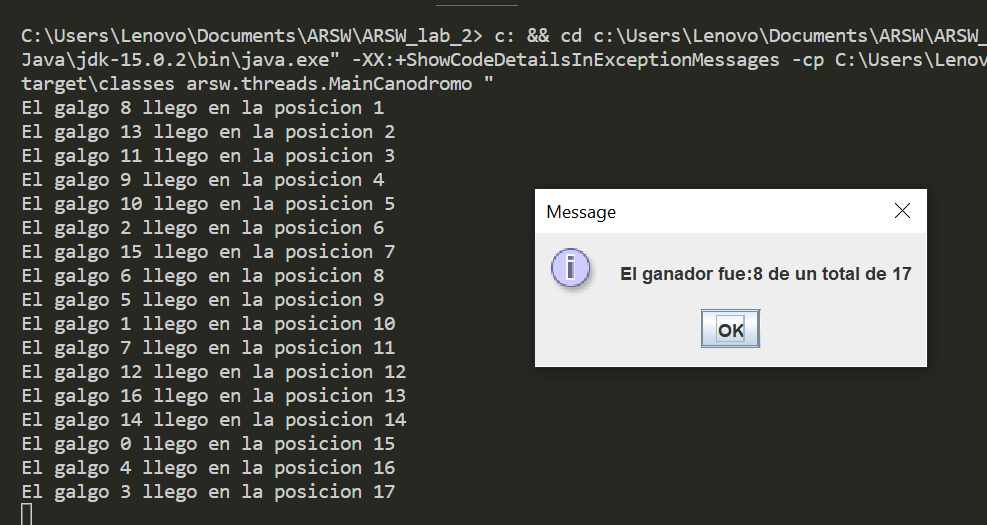 C:\Users\Lenovo\Documents\ARSW\ARSW_lab_2> c: && cd c:\Users\Lenovo\Documents\ARSW\ARSW_
Java\jdk-15.0.2\bin\java.exe" -XX:+ShowCodeDetailsInExceptionMessages -cp C:\Users\Lenov
target\classes arsw.threads.MainCanodromo "
El galgo 8 llego en la posicion 1
El galgo 13 llego en la posicion 2
El galgo 11 llego en la posicion 3
El galgo 9 llego en la posicion 4
El galgo 10 llego en la posicion 5
El galgo 2 llego en la posicion 6
El galgo 15 llego en la posicion 7
El galgo 6 llego en la posicion 8
El galgo 5 llego en la posicion 9
El galgo 1 llego en la posicion 10
El galgo 7 llego en la posicion 11
El galgo 12 llego en la posicion 12
El galgo 16 llego en la posicion 13
El galgo 14 llego en la posicion 14
El galgo 0 llego en la posicion 15
El galgo 4 llego en la posicion 16
El galgo 3 llego en la posicion 17
Message
El ganador fue:8 de un total de 17
OK